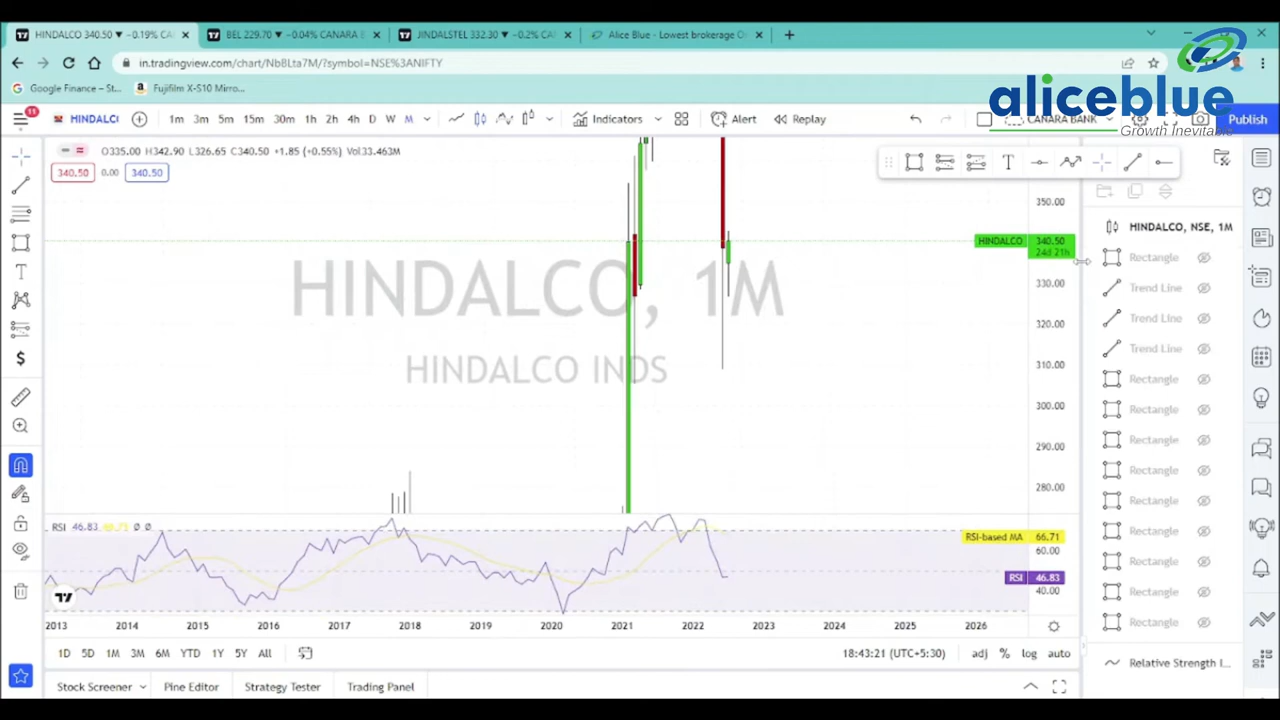 HINDALCO 340.50 ▼ −0.19% CA
BEL 229.70 ▼ −0.04% CANARA
JINDALSTEL 332.30 ▼ −0.2% CA
Alice Blue - Lowest brokerage O
in.tradingview.com/chart/NbBLta7M/?symbol=NSE%3ANIFTY
Google Finance – St...
Fujifilm X-S10 Mirro...
aliceblue
Growth Inevitable
11
HINDALC
1m 3m 5m 15m 30m 1h 2h 4h D W M
Indicators
Alert
Replay
CANARA BANK
Publish
O335.00 H342.90 L326.65 C340.50 +1.85 (+0.55%) Vol33.463M
340.50 0.00 340.50
T
HINDALCO, 1M
HINDALCO INDS
350.00
HINDALCO 340.50
24d 21h
330.00
320.00
310.00
300.00
290.00
280.00
HINDALCO, NSE, 1M
Rectangle
Trend Line
Trend Line
Trend Line
Rectangle
Rectangle
Rectangle
Rectangle
Rectangle
Rectangle
Rectangle
Rectangle
Rectangle
Relative Strength I...
RSI 46.83 66.71 Ø Ø
RSI-based MA 66.71
60.00
RSI 46.83
40.00
2013 2014 2015 2016 2017 2018 2019 2020 2021 2022 2023 2024 2025 2026
1D 5D 1M 3M 6M YTD 1Y 5Y All
18:43:21 (UTC+5:30)
adj % log auto
Stock Screener
Pine Editor
Strategy Tester
Trading Panel